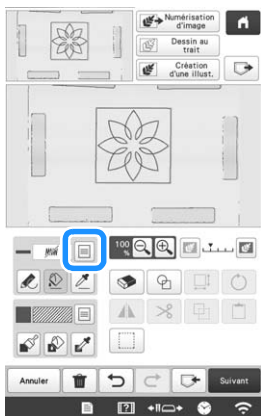 Numérisation
d'image
Dessin au
trait
Création
d'une illust.
100
%
Annuler
Suivant